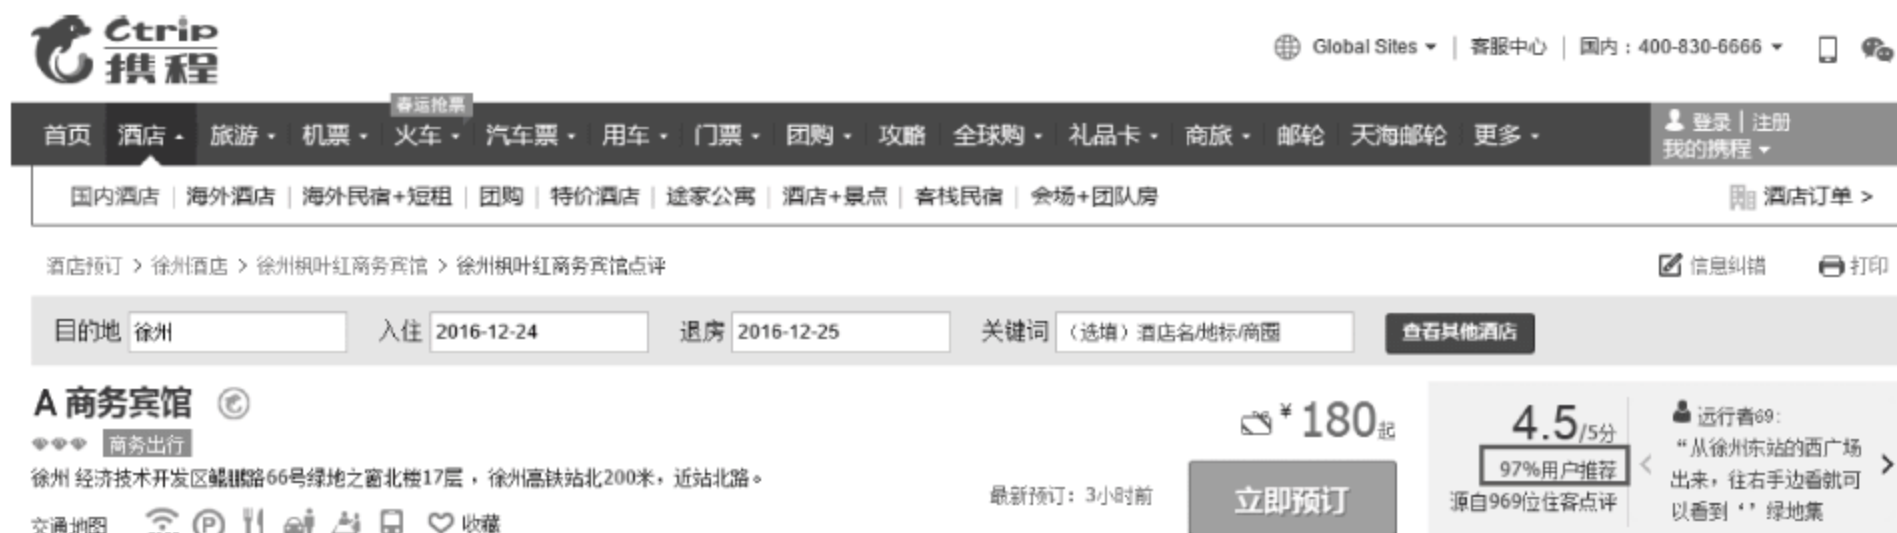 Ctrip
携程
Global Sites | 客服中心 | 国内：400-830-6666
春运抢票
首页 酒店 旅游 机票 火车 汽车票 用车 门票 团购 攻略 全球购 礼品卡 商旅 邮轮 天海邮轮 更多
登录 | 注册
我的携程
国内酒店 | 海外酒店 | 海外民宿+短租 | 团购 | 特价酒店 | 途家公寓 | 酒店+景点 | 客栈民宿 | 会场+团队房
酒店订单 >
酒店预订 > 徐州酒店 > 徐州枫叶红商务宾馆 > 徐州枫叶红商务宾馆点评
信息纠错 打印
目的地 徐州 入住 2016-12-24 退房 2016-12-25 关键词 （选填）酒店名/地标/商圈 查看其他酒店
A 商务宾馆
商务出行
徐州 经济技术开发区鲲鹏路66号绿地之窗北楼17层，徐州高铁站北200米，近站北路。
交通地图 收藏
¥180起
最新预订：3小时前
立即预订
4.5/5分
97%用户推荐
源自969位住客点评
远行者69：
“从徐州东站的西广场
出来，往右手边看就可
以看到‘’绿地集